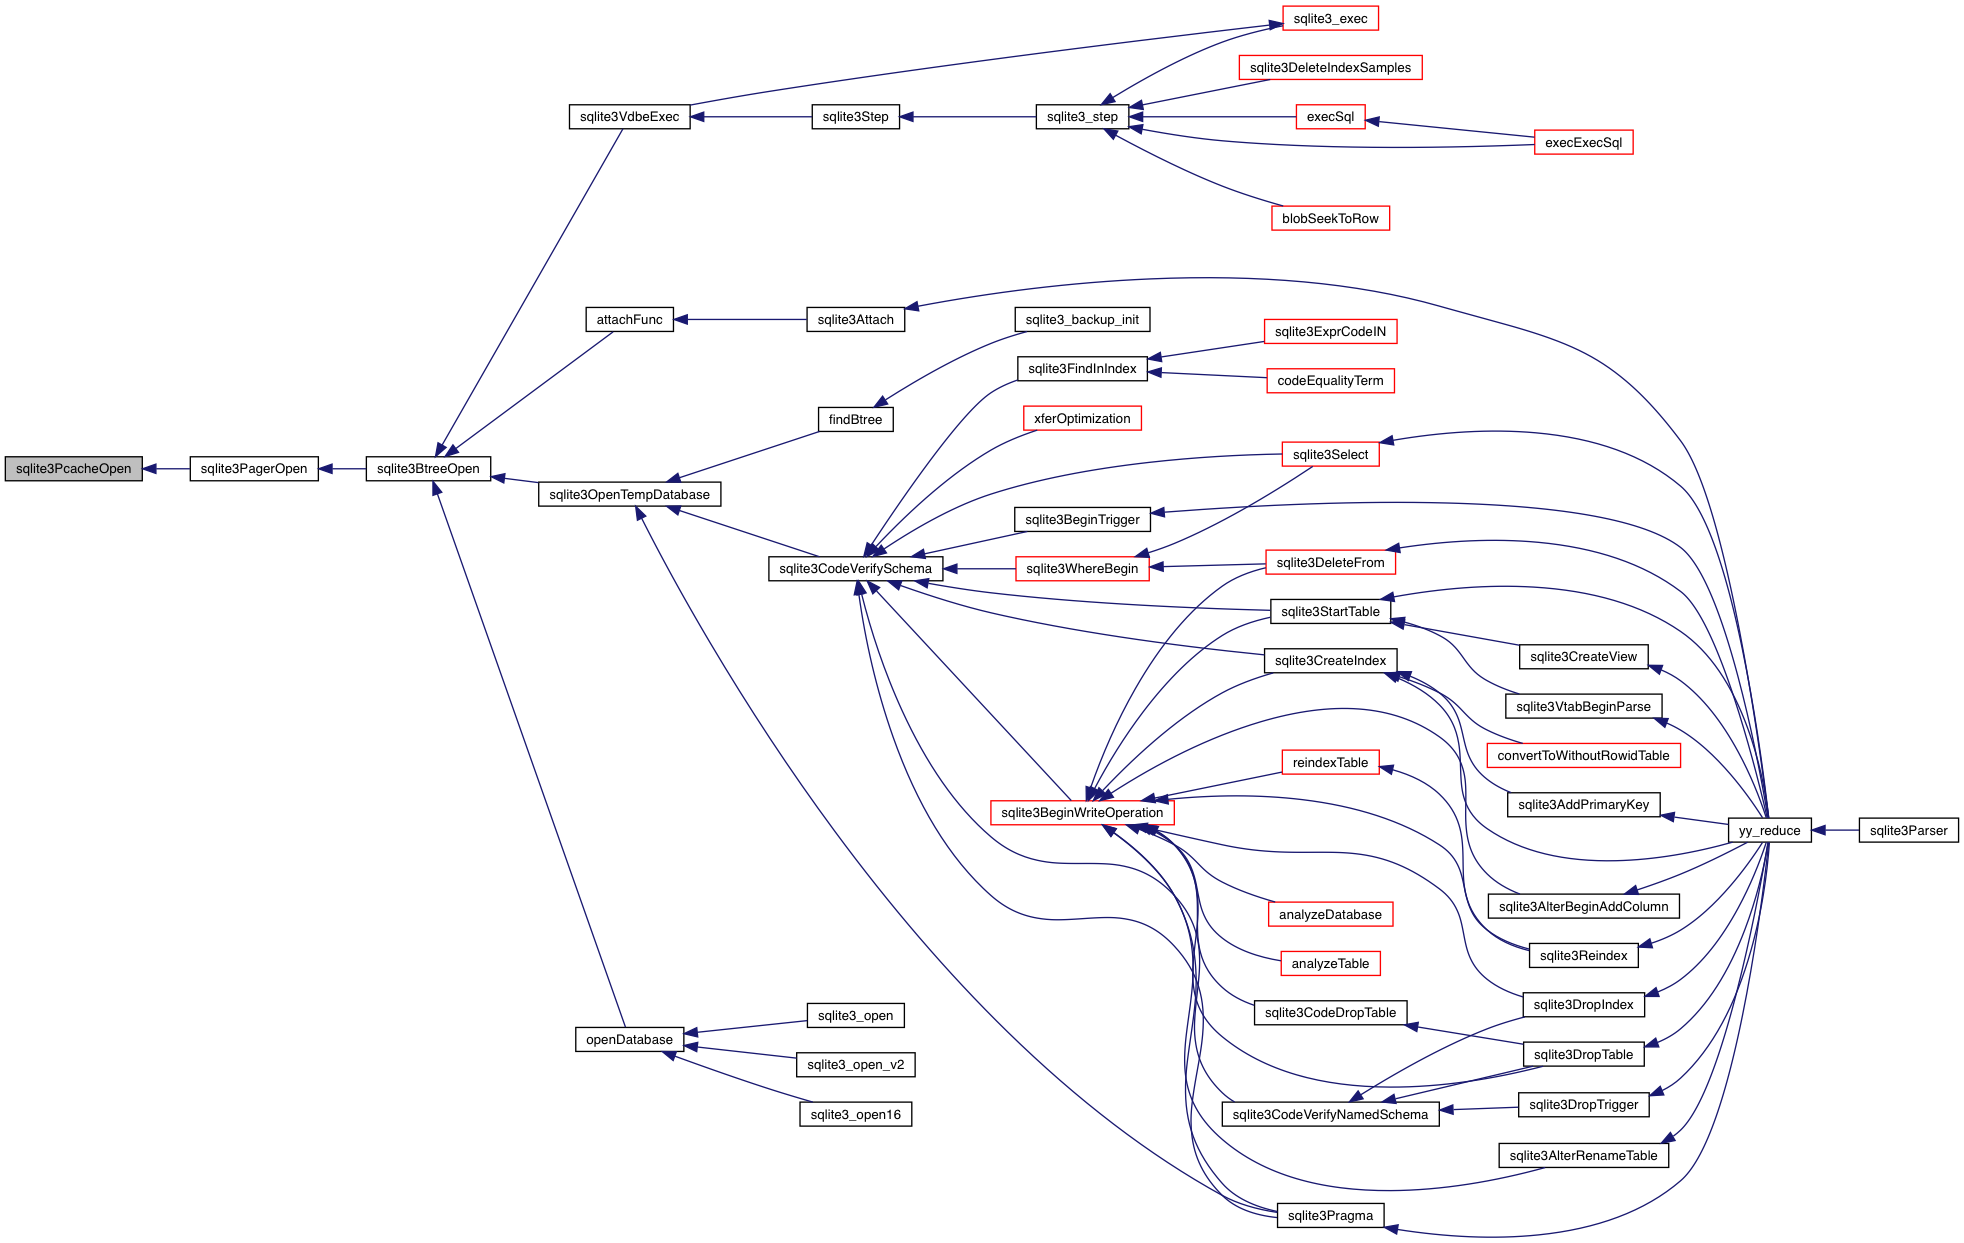 sqlite3_exec
sqlite3DeleteIndexSamples
sqlite3VdbeExec
sqlite3Step
sqlite3_step
execSql
execExecSql
blobSeekToRow
attachFunc
sqlite3Attach
sqlite3_backup_init
sqlite3ExprCodeIN
sqlite3FindInIndex
codeEqualityTerm
findBtree
xferOptimization
sqlite3Select
sqlite3PcacheOpen
sqlite3PagerOpen
sqlite3BtreeOpen
sqlite3OpenTempDatabase
sqlite3BeginTrigger
sqlite3CodeVerifySchema
sqlite3WhereBegin
sqlite3DeleteFrom
sqlite3StartTable
sqlite3CreateIndex
sqlite3CreateView
sqlite3VtabBeginParse
reindexTable
convertToWithoutRowidTable
sqlite3BeginWriteOperation
sqlite3AddPrimaryKey
yy_reduce
sqlite3Parser
analyzeDatabase
sqlite3AlterBeginAddColumn
analyzeTable
sqlite3Reindex
sqlite3_open
sqlite3CodeDropTable
sqlite3DropIndex
openDatabase
sqlite3_open_v2
sqlite3DropTable
sqlite3_open16
sqlite3CodeVerifyNamedSchema
sqlite3DropTrigger
sqlite3AlterRenameTable
sqlite3Pragma